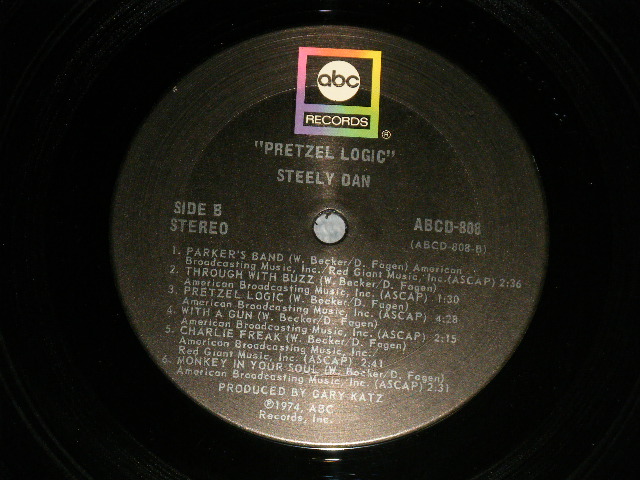 abc
RECORDS
®
"PRETZEL LOGIC"
STEELY DAN
SIDE B
STEREO
ABCD-808
(ABCD-808-B)
1. PARKER'S BAND (W. Becker/D. Fagen) American
Broadcasting Music, Inc./Red Giant Music, Inc. (ASCAP) 2:36
2. THROUGH WITH BUZZ (W. Becker/D. Fagen)
American Broadcasting Music, Inc. (ASCAP) 1:30
3. PRETZEL LOGIC (W. Becker/D. Fagen)
American Broadcasting Music, Inc. (ASCAP) 4:28
4. WITH A GUN (W. Becker/D. Fagen)
American Broadcasting Music, Inc. (ASCAP) 2:15
5. CHARLIE FREAK (W. Becker/D. Fagen)
American Broadcasting Music, Inc./
Red Giant Music, Inc. (ASCAP) 2:41
6. MONKEY IN YOUR SOUL (W. Becker/D. Fagen)
American Broadcasting Music, Inc. (ASCAP) 2:31
PRODUCED BY GARY KATZ
℗1974, ABC
Records, Inc.